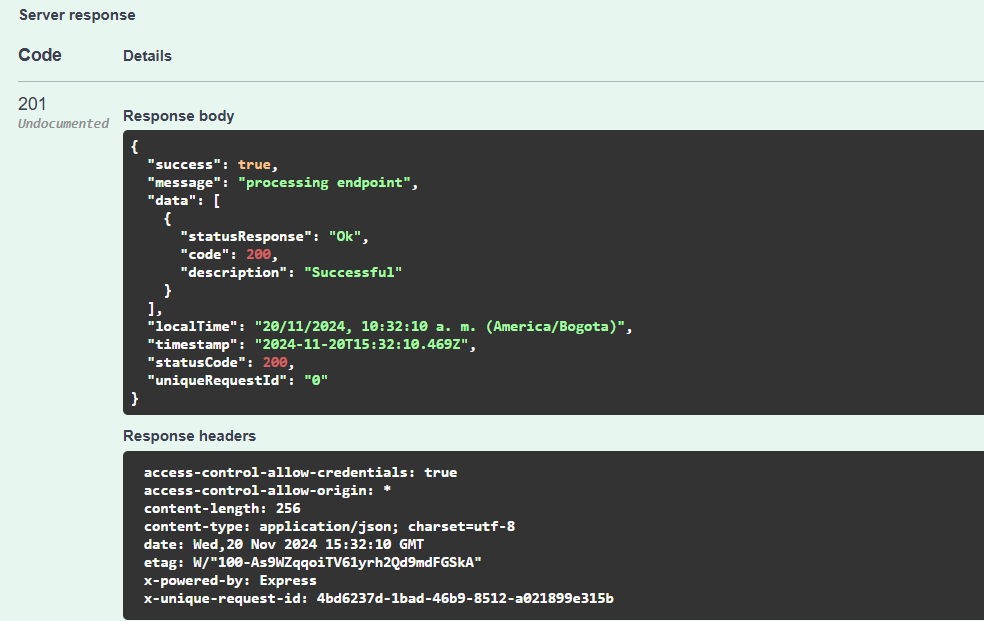 Server response
Code Details
201
Undocumented
Response body
{
  "success": true,
  "message": "processing endpoint",
  "data": [
    {
      "statusResponse": "Ok",
      "code": 200,
      "description": "Successful"
    }
  ],
  "localTime": "20/11/2024, 10:32:10 a. m. (America/Bogota)",
  "timestamp": "2024-11-20T15:32:10.469Z",
  "statusCode": 200,
  "uniqueRequestId": "0"
}
Response headers
access-control-allow-credentials: true
access-control-allow-origin: *
content-length: 256
content-type: application/json; charset=utf-8
date: Wed,20 Nov 2024 15:32:10 GMT
etag: W/"100-As9WZqqoiTV61yrh2Qd9mdFGSkA"
x-powered-by: Express
x-unique-request-id: 4bd6237d-1bad-46b9-8512-a021899e315b